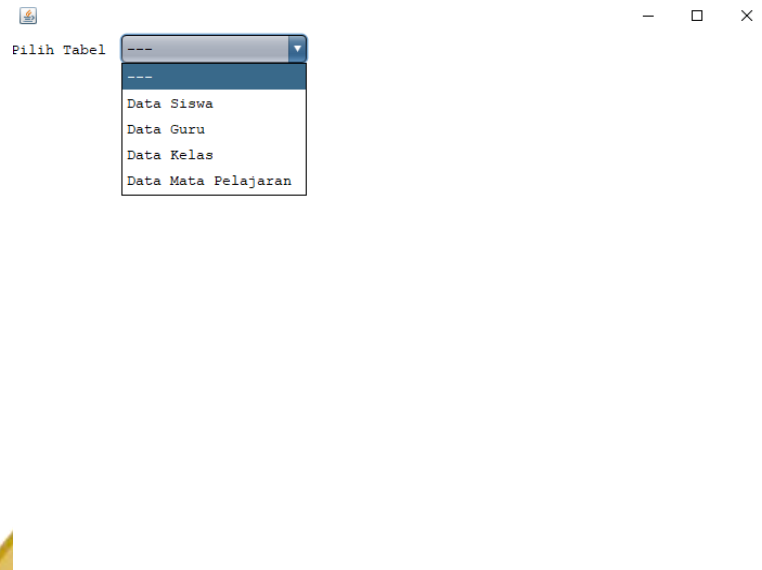 Pilih Tabel ---
---
Data Siswa
Data Guru
Data Kelas
Data Mata Pelajaran